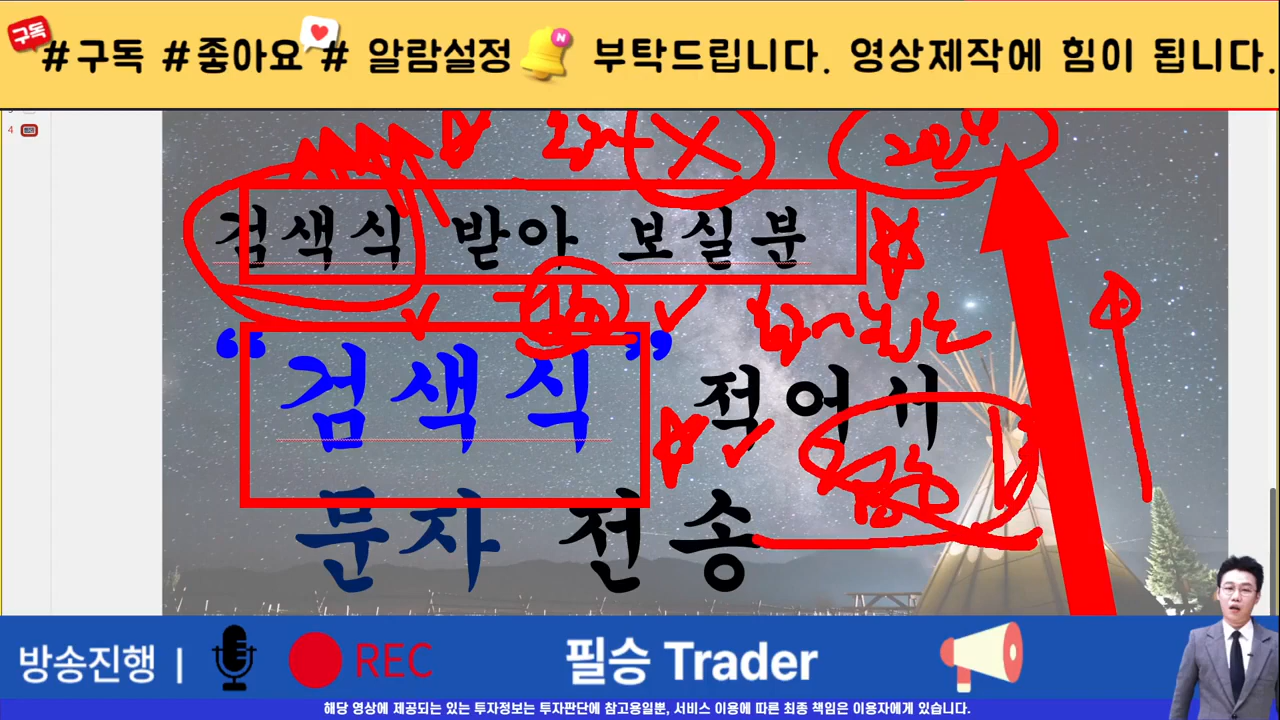 구독
#구독 #좋아요 # 알람설정 부탁드립니다. 영상제작에 힘이 됩니다.
N
4
검색식 받아 보실분
“검색식” 적어서
문자 전송
방송진행 | REC 필승 Trader
해당 영상에 제공되는 있는 투자정보는 투자판단에 참고용일뿐, 서비스 이용에 따른 최종 책임은 이용자에게 있습니다.